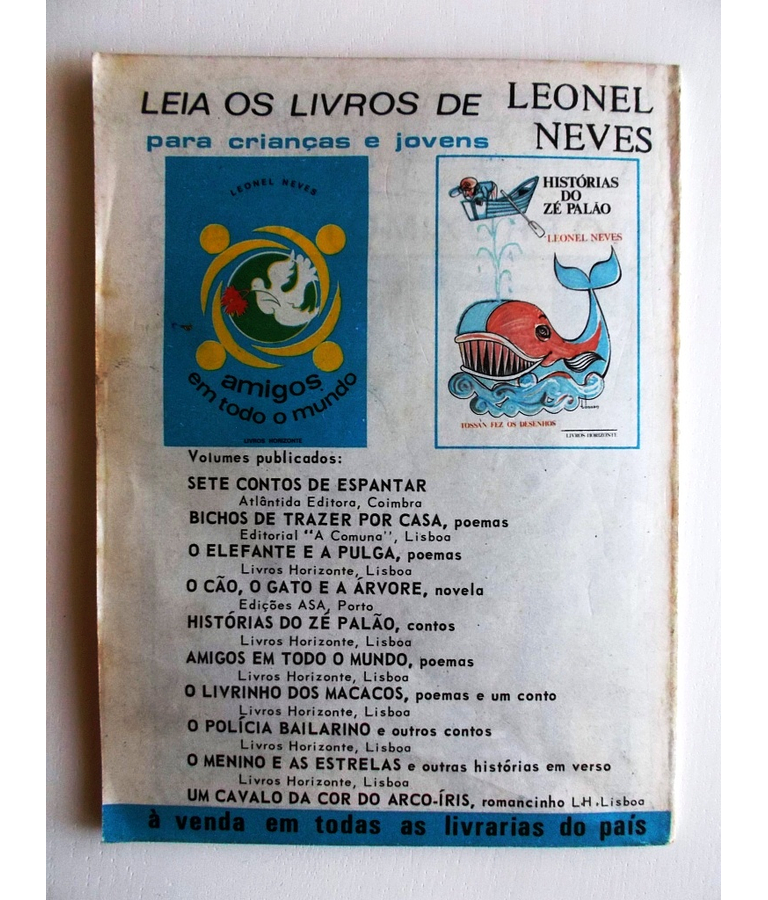 LEIA OS LIVROS DE LEONEL NEVES
para crianças e jovens
LEONEL NEVES
amigos
em todo o mundo
LIVROS HORIZONTE
HISTÓRIAS
DO
ZÉ PALÃO
LEONEL NEVES
TOSSAN FEZ OS DESENHOS
LIVROS HORIZONTE
Volumes publicados:
SETE CONTOS DE ESPANTAR
Atlântida Editora, Coimbra
BICHOS DE TRAZER POR CASA, poemas
Editorial "A Comuna", Lisboa
O ELEFANTE E A PULGA, poemas
Livros Horizonte, Lisboa
O CÃO, O GATO E A ÁRVORE, novela
Edições ASA, Porto
HISTÓRIAS DO ZÉ PALÃO, contos
Livros Horizonte, Lisboa
AMIGOS EM TODO O MUNDO, poemas
Livros Horizonte, Lisboa
O LIVRINHO DOS MACACOS, poemas e um conto
Livros Horizonte, Lisboa
O POLÍCIA BAILARINO e outros contos
Livros Horizonte, Lisboa
O MENINO E AS ESTRELAS e outras histórias em verso
Livros Horizonte, Lisboa
UM CAVALO DA COR DO ARCO-ÍRIS, romancinho L.H., Lisboa
à venda em todas as livrarias do país